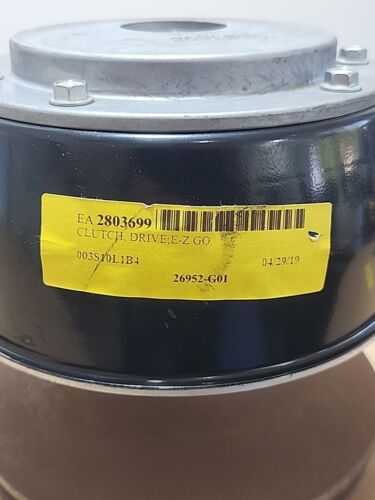 EA 2803699
CLUTCH, DRIVE,E-Z GO
003S10L1B4 04/29/19
26952-G01